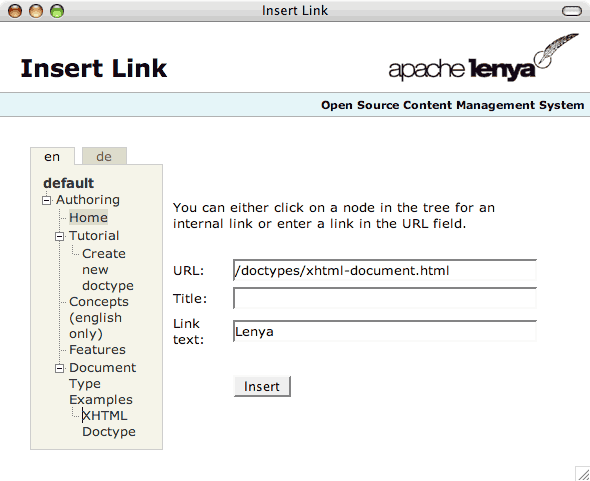 Insert Link
Insert Link
apache lenya
Open Source Content Management System
en
de
default
Authoring
Home
Tutorial
Create
new
doctype
Concepts
(english
only)
Features
Document
Type
Examples
XHTML
Doctype
You can either click on a node in the tree for an
internal link or enter a link in the URL field.
URL:
/doctypes/xhtml-document.html
Title:
Link
text:
Lenya
Insert